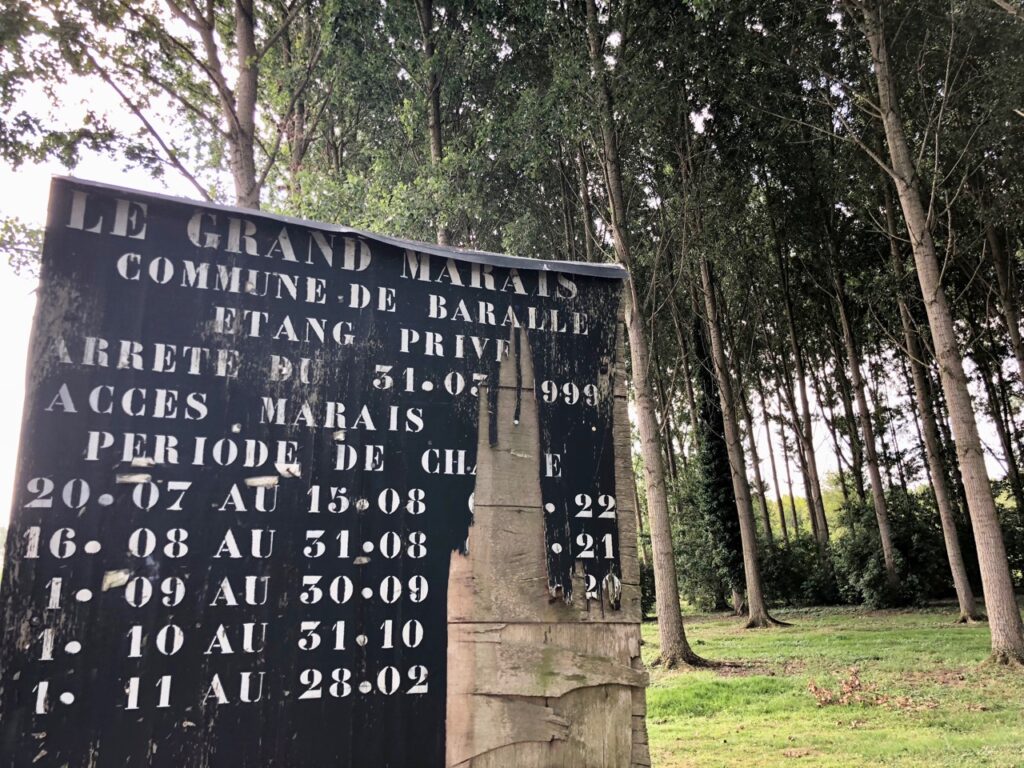 LE GRAND MARAIS
COMMUNE DE BARALLE
ETANG PRIVE
ARRETE DU 31.05 999
ACCES MARAIS
PERIODE DE
20.07 AU 15.08 22
16.08 AU 31.08 21
1. 09 AU 30.09 20
1. 10 AU 31.10
1. 11 AU 28.02